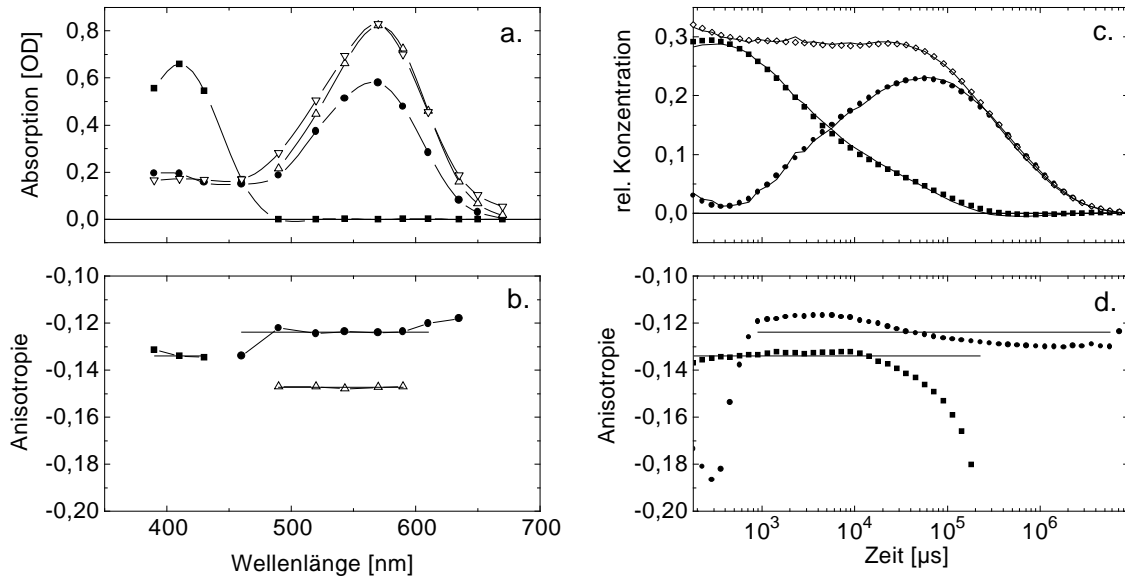 a.
Absorption [OD]
0,8
0,6
0,4
0,2
0,0
b.
Anisotropie
-0,10
-0,12
-0,14
-0,16
-0,18
-0,20
400 500 600 700
Wellenlänge [nm]
c.
rel. Konzentration
0,3
0,2
0,1
0,0
d.
Anisotropie
-0,10
-0,12
-0,14
-0,16
-0,18
-0,20
10³ 10⁴ 10⁵ 10⁶
Zeit [µs]